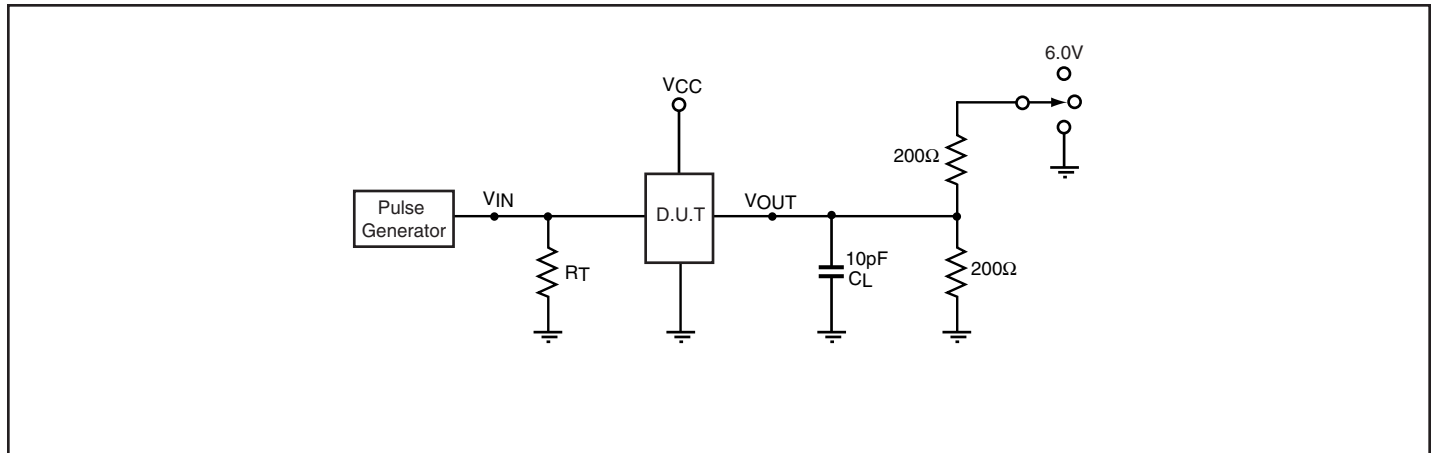 6.0V
VCC
200Ω
Pulse
Generator
VIN
D.U.T
VOUT
RT
10pF
CL
200Ω